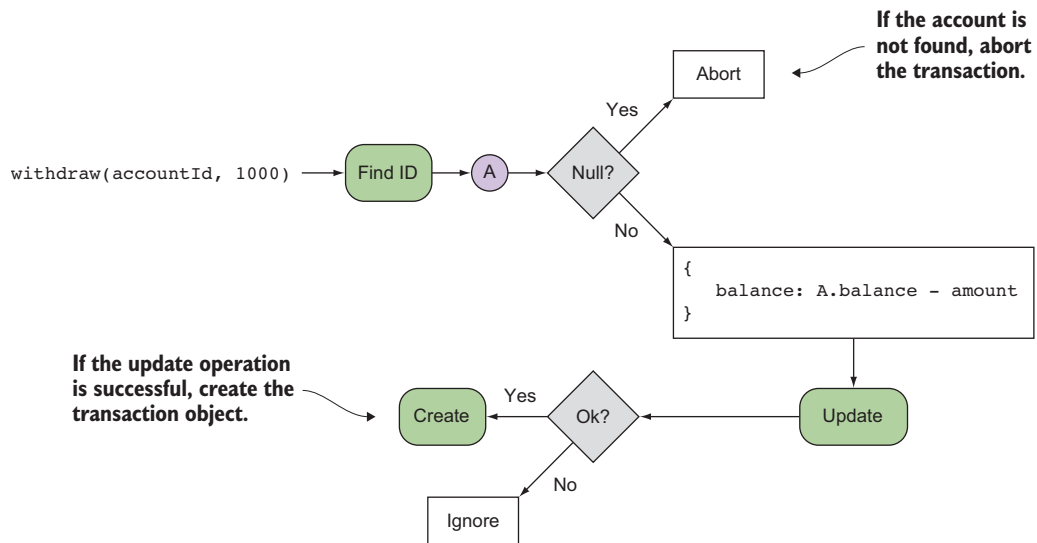 If the account is
not found, abort
the transaction.
Abort
Yes
withdraw(accountId, 1000)
Find ID
A
Null?
No
{
balance: A.balance – amount
}
If the update operation
is successful, create the
transaction object.
Yes
Create
Ok?
Update
No
Ignore